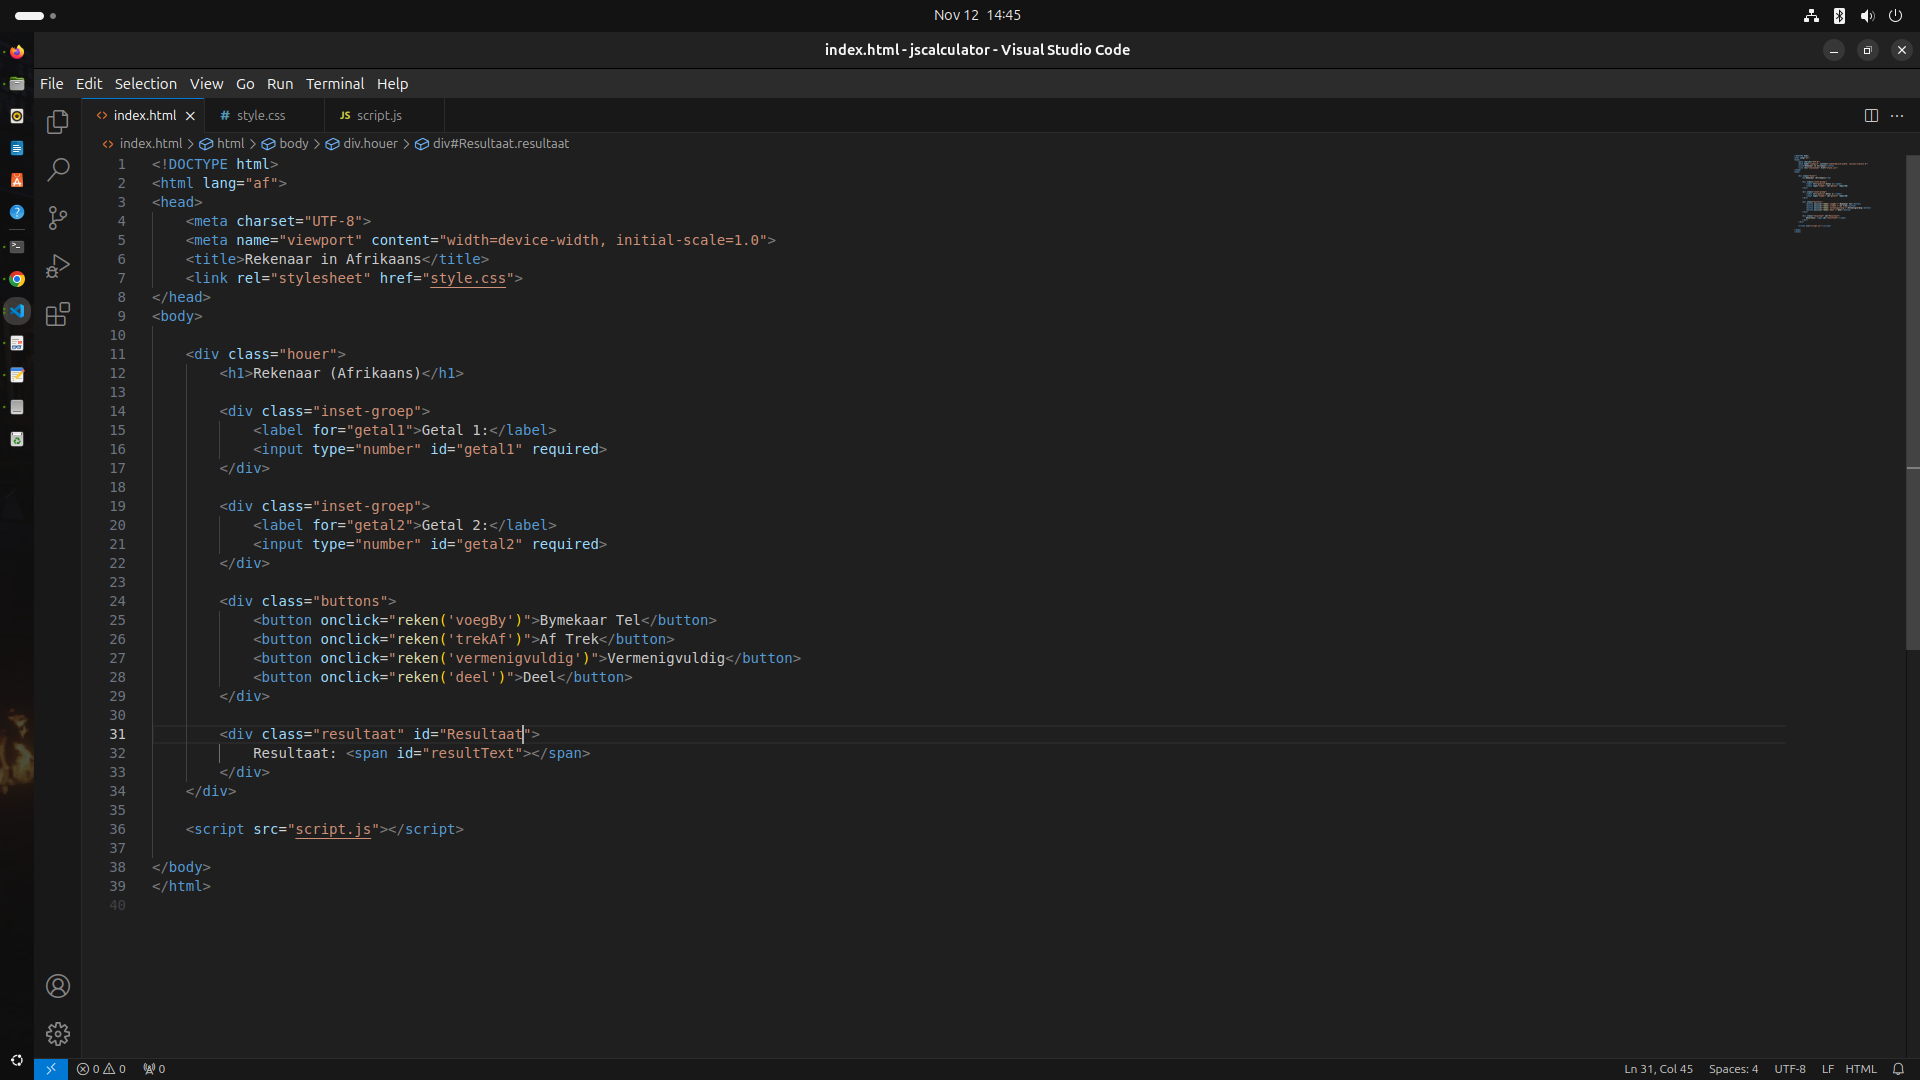 Nov 12 14:45
index.html - jscalculator - Visual Studio Code
File Edit Selection View Go Run Terminal Help
index.html # style.css JS script.js
index.html > html > body > div.houer > div#Resultaat.resultaat
1 <!DOCTYPE html>
2 <html lang="af">
3 <head>
4     <meta charset="UTF-8">
5     <meta name="viewport" content="width=device-width, initial-scale=1.0">
6     <title>Rekenaar in Afrikaans</title>
7     <link rel="stylesheet" href="style.css">
8 </head>
9 <body>
10
11     <div class="houer">
12         <h1>Rekenaar (Afrikaans)</h1>
13
14         <div class="inset-groep">
15             <label for="getal1">Getal 1:</label>
16             <input type="number" id="getal1" required>
17         </div>
18
19         <div class="inset-groep">
20             <label for="getal2">Getal 2:</label>
21             <input type="number" id="getal2" required>
22         </div>
23
24         <div class="buttons">
25             <button onclick="reken('voegBy')">Bymekaar Tel</button>
26             <button onclick="reken('trekAf')">Af Trek</button>
27             <button onclick="reken('vermenigvuldig')">Vermenigvuldig</button>
28             <button onclick="reken('deel')">Deel</button>
29         </div>
30
31         <div class="resultaat" id="Resultaat">
32             Resultaat: <span id="resultText"></span>
33         </div>
34     </div>
35
36     <script src="script.js"></script>
37
38 </body>
39 </html>
40
0 0 0 Ln 31, Col 45 Spaces: 4 UTF-8 LF HTML